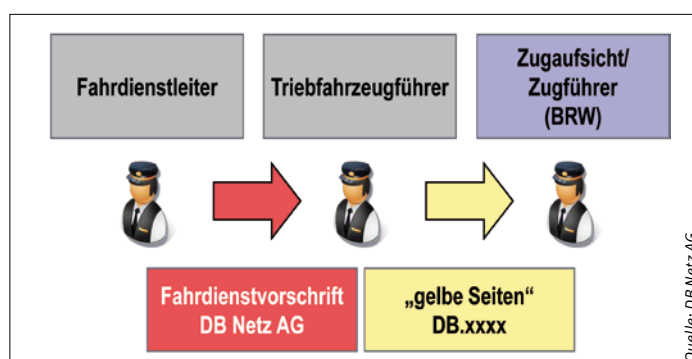 Fahrdienstleiter
Triebfahrzeugführer
Zugaufsicht/
Zugführer
(BRW)
Fahrdienstvorschrift
DB Netz AG
„gelbe Seiten“
DB.xxxx
Quelle: DB Netz AG